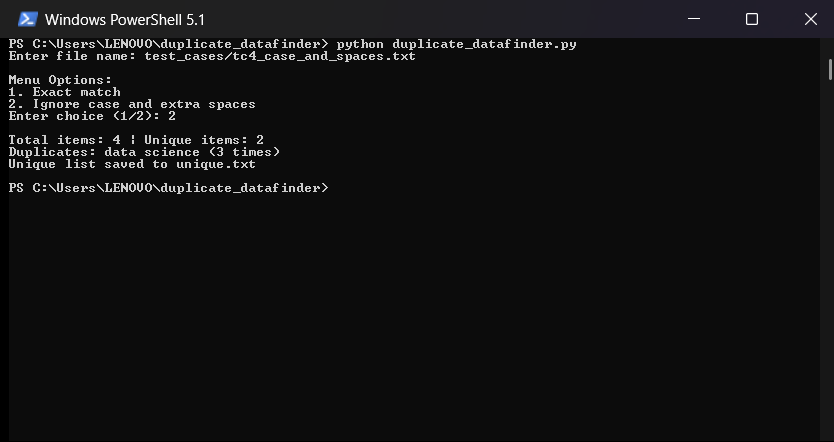 Windows PowerShell 5.1
PS C:\Users\LENOVO\duplicate_datafinder> python duplicate_datafinder.py
Enter file name: test_cases/tc4_case_and_spaces.txt
Menu Options:
1. Exact match
2. Ignore case and extra spaces
Enter choice (1/2): 2
Total items: 4 ¦ Unique items: 2
Duplicates: data science (3 times)
Unique list saved to unique.txt
PS C:\Users\LENOVO\duplicate_datafinder>